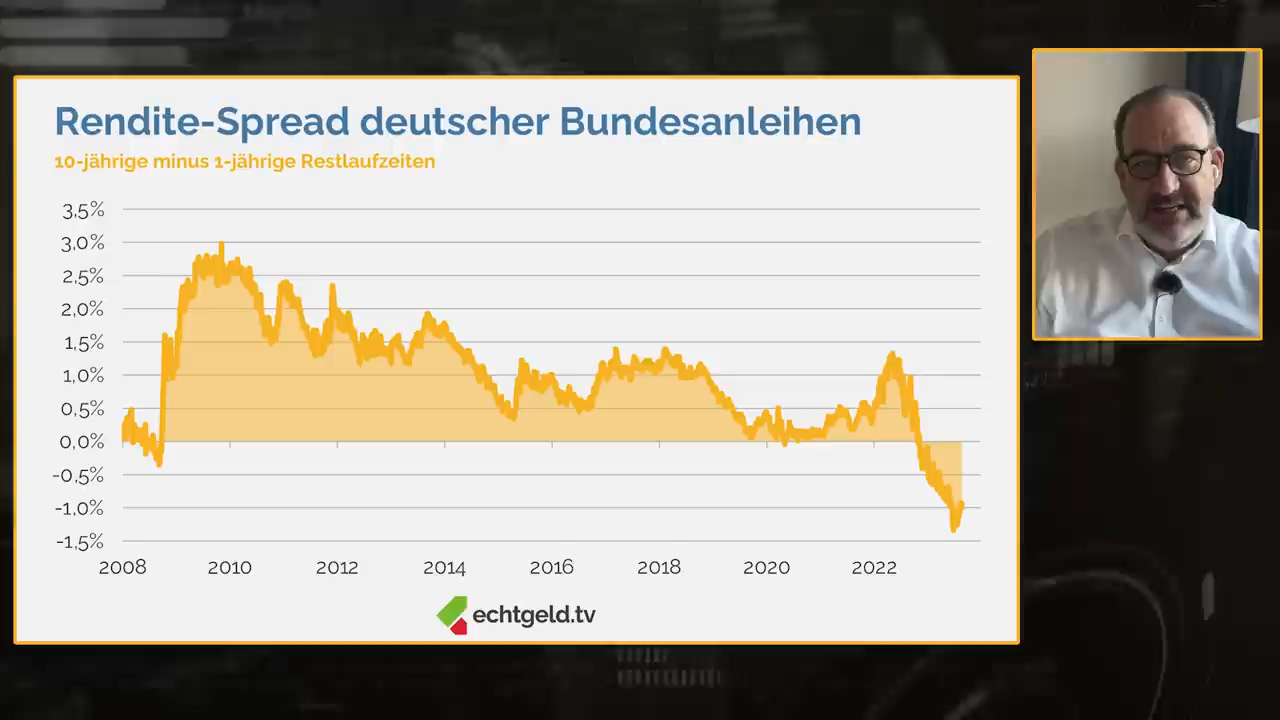 Rendite-Spread deutscher Bundesanleihen
10-jährige minus 1-jährige Restlaufzeiten
3,5%
3,0%
2,5%
2,0%
1,5%
1,0%
0,5%
0,0%
-0,5%
-1,0%
-1,5%
2008 2010 2012 2014 2016 2018 2020 2022
echtgeld.tv